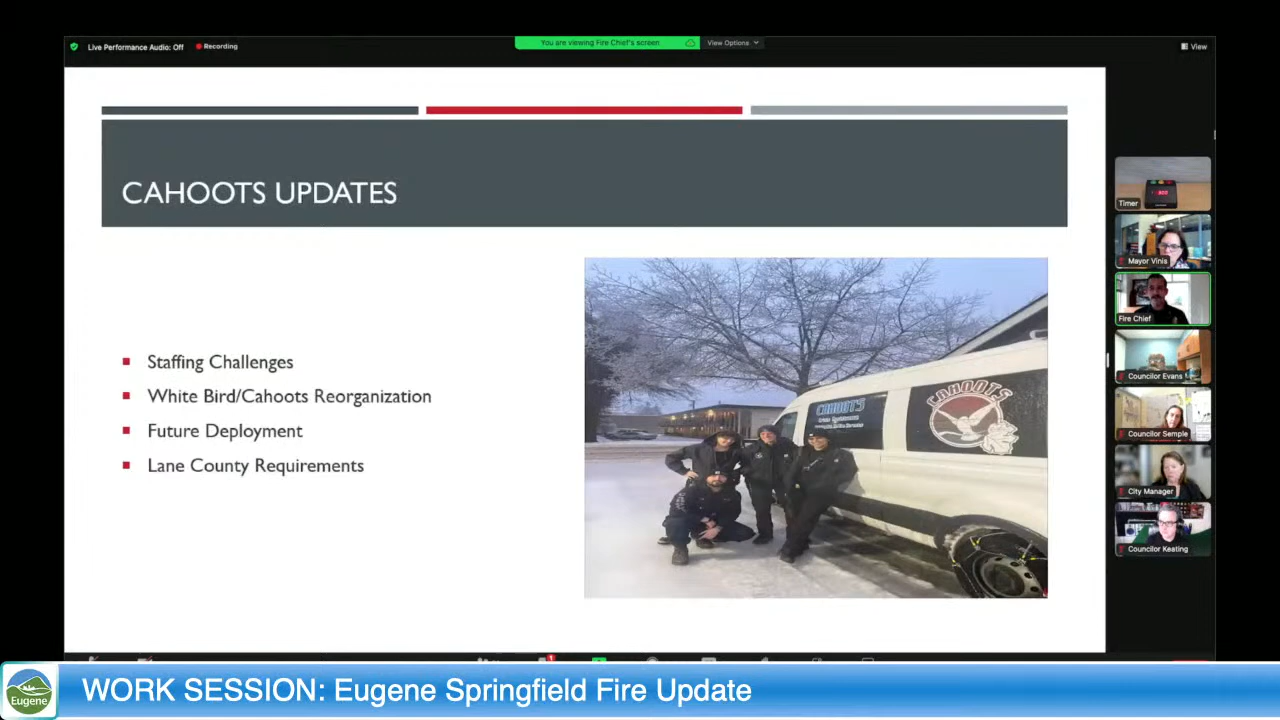 Live Performance Audio: Off
Recording
You are viewing Fire Chief's screen
View Options
View
CAHOOTS UPDATES
Staffing Challenges
White Bird/Cahoots Reorganization
Future Deployment
Lane County Requirements
CAHOOTS
CAHOOTS
Timer
Mayor Vinis
Fire Chief
Councilor Evans
Councilor Semple
City Manager
Councilor Keating
Eugene
WORK SESSION: Eugene Springfield Fire Update